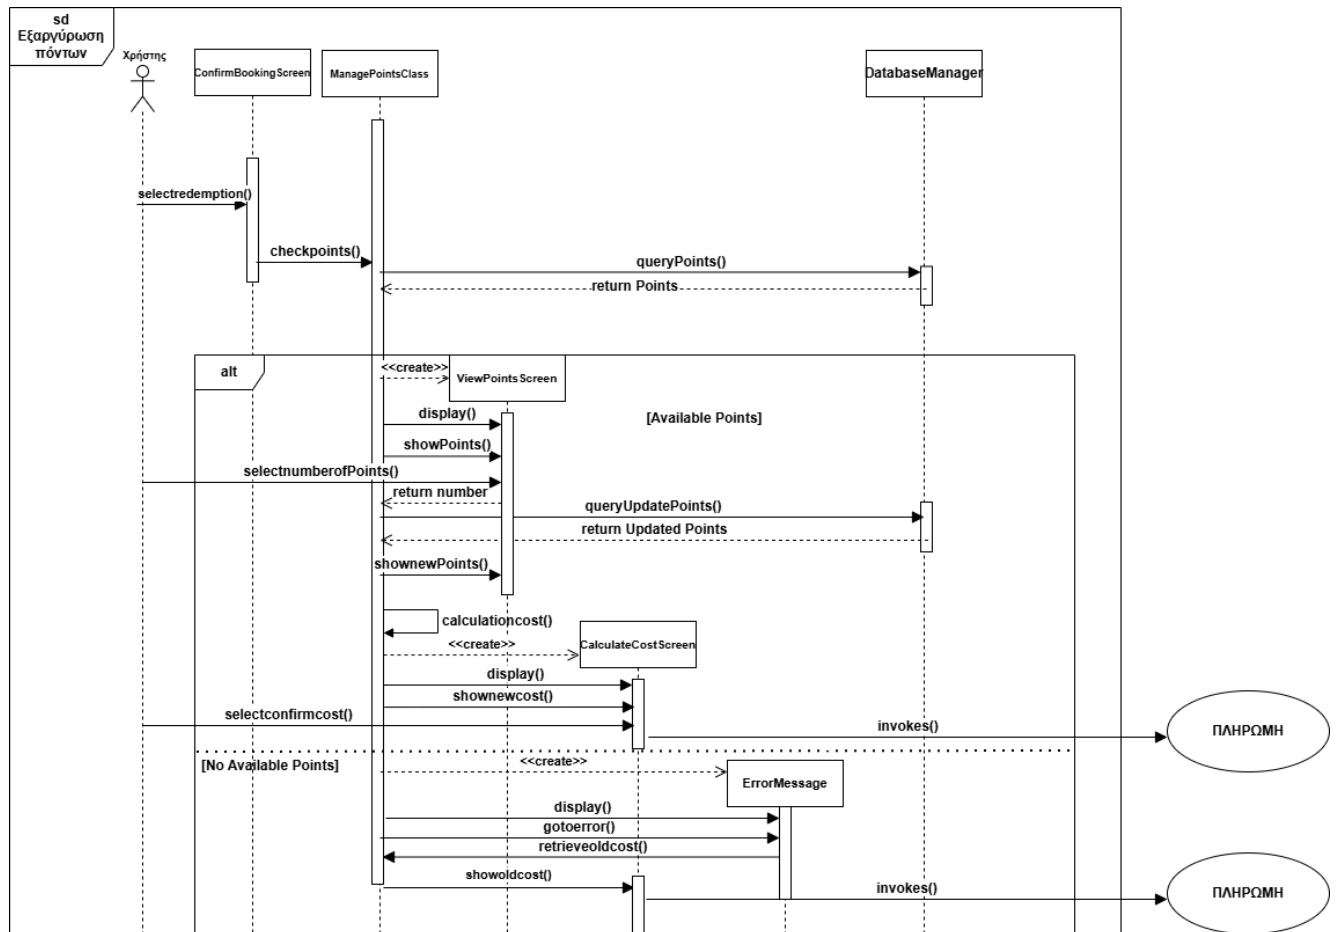 sd
Εξαργύρωση
πόντων
Χρήστης
ConfirmBookingScreen
ManagePointsClass
DatabaseManager
selectredemption()
checkpoints()
queryPoints()
return Points
alt
<<create>>
ViewPointsScreen
[Available Points]
display()
showPoints()
selectnumberofPoints()
return number
queryUpdatePoints()
return Updated Points
shownewPoints()
calculationcost()
<<create>>
CalculateCostScreen
display()
shownewcost()
selectconfirmcost()
invokes()
ΠΛΗΡΩΜΗ
[No Available Points]
<<create>>
ErrorMessage
display()
gotoerror()
retrieveoldcost()
showoldcost()
invokes()
ΠΛΗΡΩΜΗ